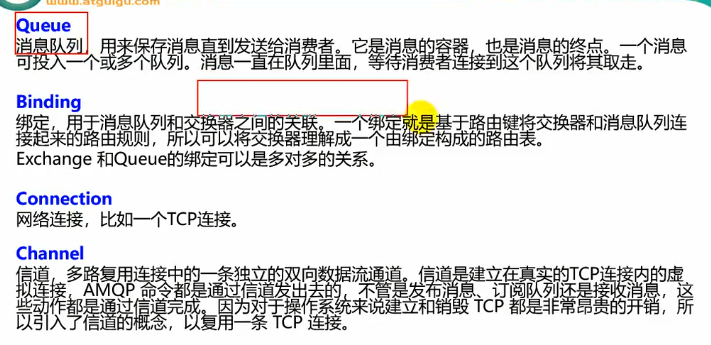 www.atguigu.com
Queue
消息队列，用来保存消息直到发送给消费者。它是消息的容器，也是消息的终点。一个消息
可投入一个或多个队列。消息一直在队列里面，等待消费者连接到这个队列将其取走。
Binding
绑定，用于消息队列和交换器之间的关联。一个绑定就是基于路由键将交换器和消息队列连
接起来的路由规则，所以可以将交换器理解成一个由绑定构成的路由表。
Exchange 和Queue的绑定可以是多对多的关系。
Connection
网络连接，比如一个TCP连接。
Channel
信道，多路复用连接中的一条独立的双向数据流通道。信道是建立在真实的TCP连接内的虚
拟连接，AMQP 命令都是通过信道发出去的，不管是发布消息、订阅队列还是接收消息，这
些动作都是通过信道完成。因为对于操作系统来说建立和销毁 TCP 都是非常昂贵的开销，所
以引入了信道的概念，以复用一条 TCP 连接。